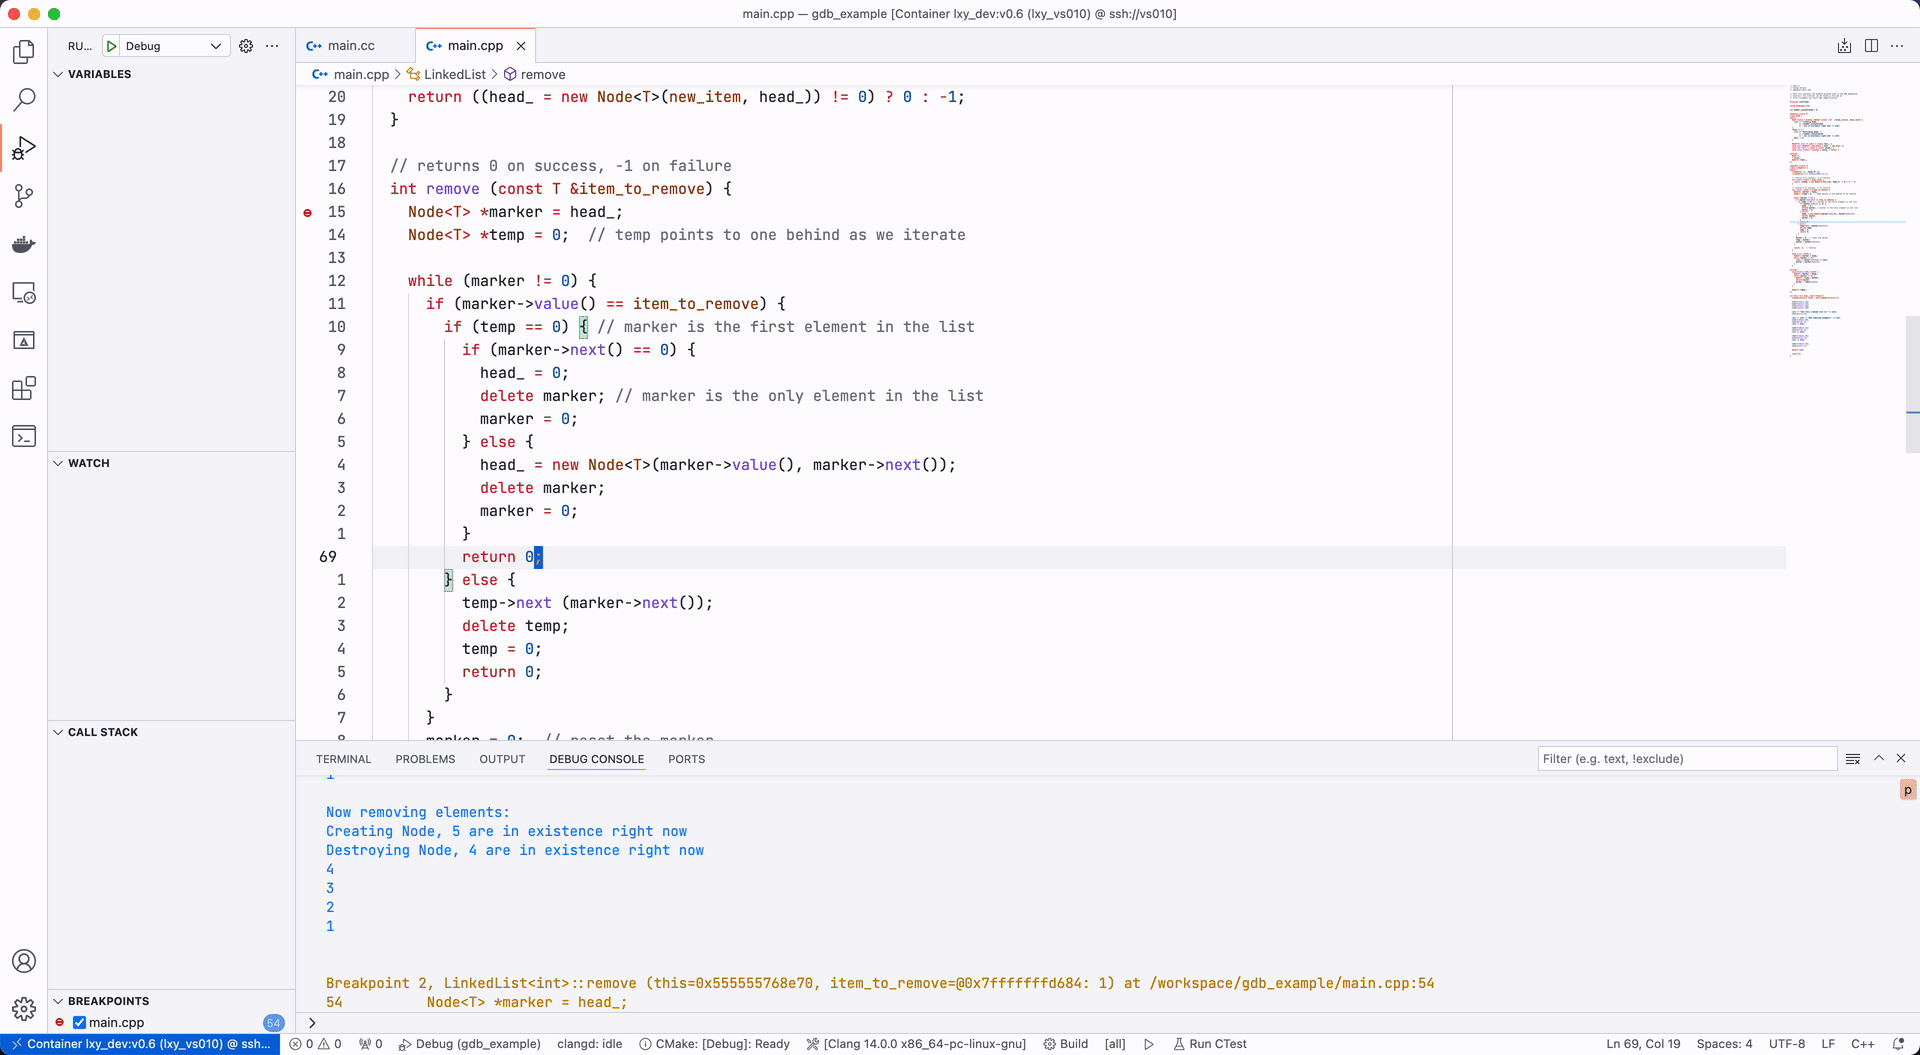 main.cpp — gdb_example [Container lxy_dev:v0.6 (lxy_vs010) @ ssh://vs010]
RU... Debug
main.cc main.cpp
VARIABLES
main.cpp > LinkedList > remove
20 return ((head_ = new Node<T>(new_item, head_)) != 0) ? 0 : -1;
19 }
18
17 // returns 0 on success, -1 on failure
16 int remove (const T &item_to_remove) {
15 Node<T> *marker = head_;
14 Node<T> *temp = 0;  // temp points to one behind as we iterate
13
12 while (marker != 0) {
11 if (marker->value() == item_to_remove) {
10 if (temp == 0) { // marker is the first element in the list
9 if (marker->next() == 0) {
8 head_ = 0;
7 delete marker; // marker is the only element in the list
6 marker = 0;
5 } else {
4 head_ = new Node<T>(marker->value(), marker->next());
3 delete marker;
2 marker = 0;
1 }
69 return 0;
1 } else {
2 temp->next (marker->next());
3 delete temp;
4 temp = 0;
5 return 0;
6 }
7 }
WATCH
CALL STACK
BREAKPOINTS
main.cpp 54
TERMINAL PROBLEMS OUTPUT DEBUG CONSOLE PORTS
Filter (e.g. text, !exclude)
p
1
Now removing elements:
Creating Node, 5 are in existence right now
Destroying Node, 4 are in existence right now
4
3
2
1
Breakpoint 2, LinkedList<int>::remove (this=0x555555768e70, item_to_remove=@0x7fffffffd684: 1) at /workspace/gdb_example/main.cpp:54
54 Node<T> *marker = head_;
>
Container lxy_dev:v0.6 (lxy_vs010) @ ssh... 0 0 0 Debug (gdb_example) clangd: idle CMake: [Debug]: Ready [Clang 14.0.0 x86_64-pc-linux-gnu] Build [all] Run CTest Ln 69, Col 19 Spaces: 4 UTF-8 LF C++